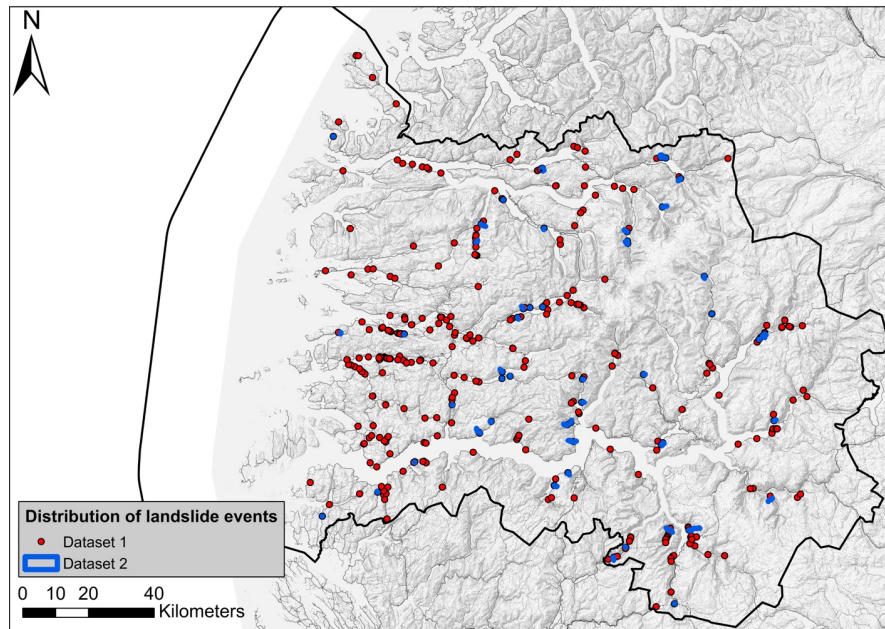 N
Distribution of landslide events
Dataset 1
Dataset 2
0 10 20 40
Kilometers